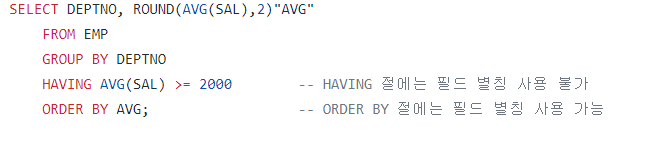 SELECT DEPTNO, ROUND(AVG(SAL),2)"AVG"
FROM EMP
GROUP BY DEPTNO
HAVING AVG(SAL) >= 2000 -- HAVING 절에는 필드 별칭 사용 불가
ORDER BY AVG; -- ORDER BY 절에는 필드 별칭 사용 가능